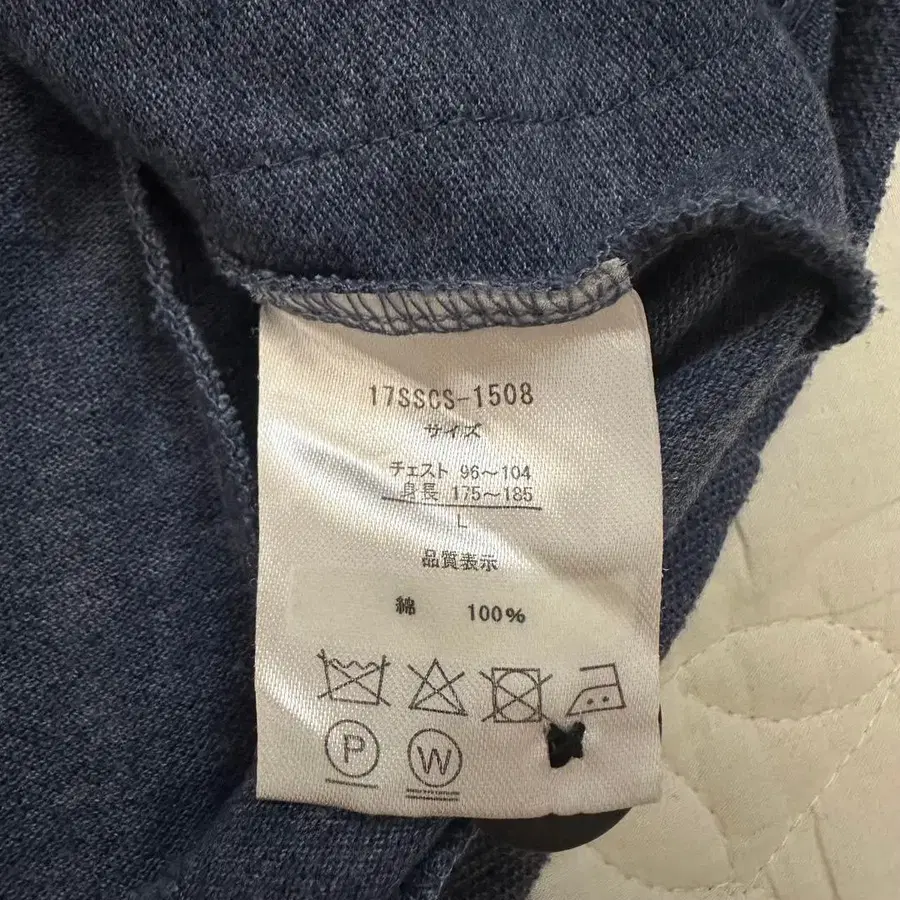 17SSCS-1508
サイズ
チェスト 96~104
身長 175~185
L
品質表示
綿 100%
P W